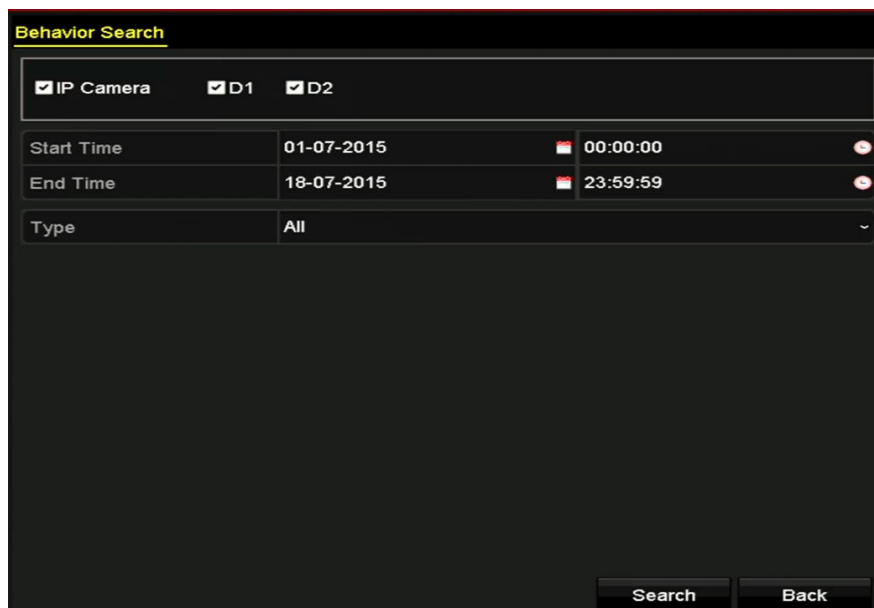 Behavior Search
IP Camera D1 D2
Start Time 01-07-2015 00:00:00
End Time 18-07-2015 23:59:59
Type All
Search Back